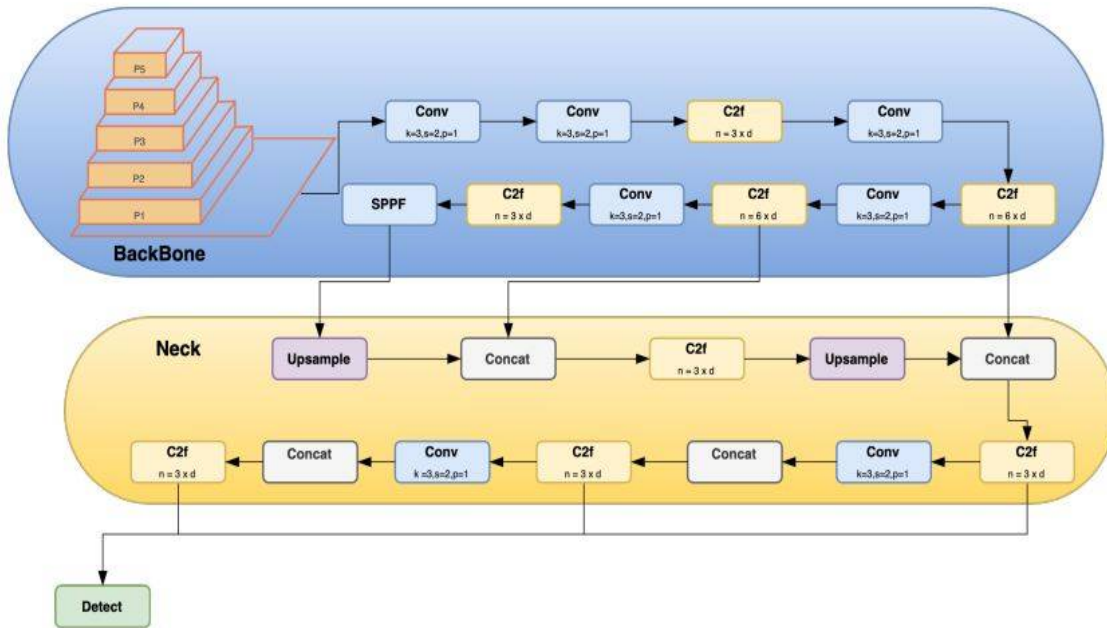 P5
P4
P3
P2
P1
BackBone
Conv
k=3,s=2,p=1
Conv
k=3,s=2,p=1
C2f
n = 3 x d
Conv
k=3,s=2,p=1
SPPF
C2f
n = 3 x d
Conv
k=3,s=2,p=1
C2f
n = 6 x d
Conv
k=3,s=2,p=1
C2f
n = 6 x d
Neck
Upsample
Concat
C2f
n = 3 x d
Upsample
Concat
C2f
n = 3 x d
Concat
Conv
k =3,s=2,p=1
C2f
n = 3 x d
Concat
Conv
k=3,s=2,p=1
C2f
n = 3 x d
Detect